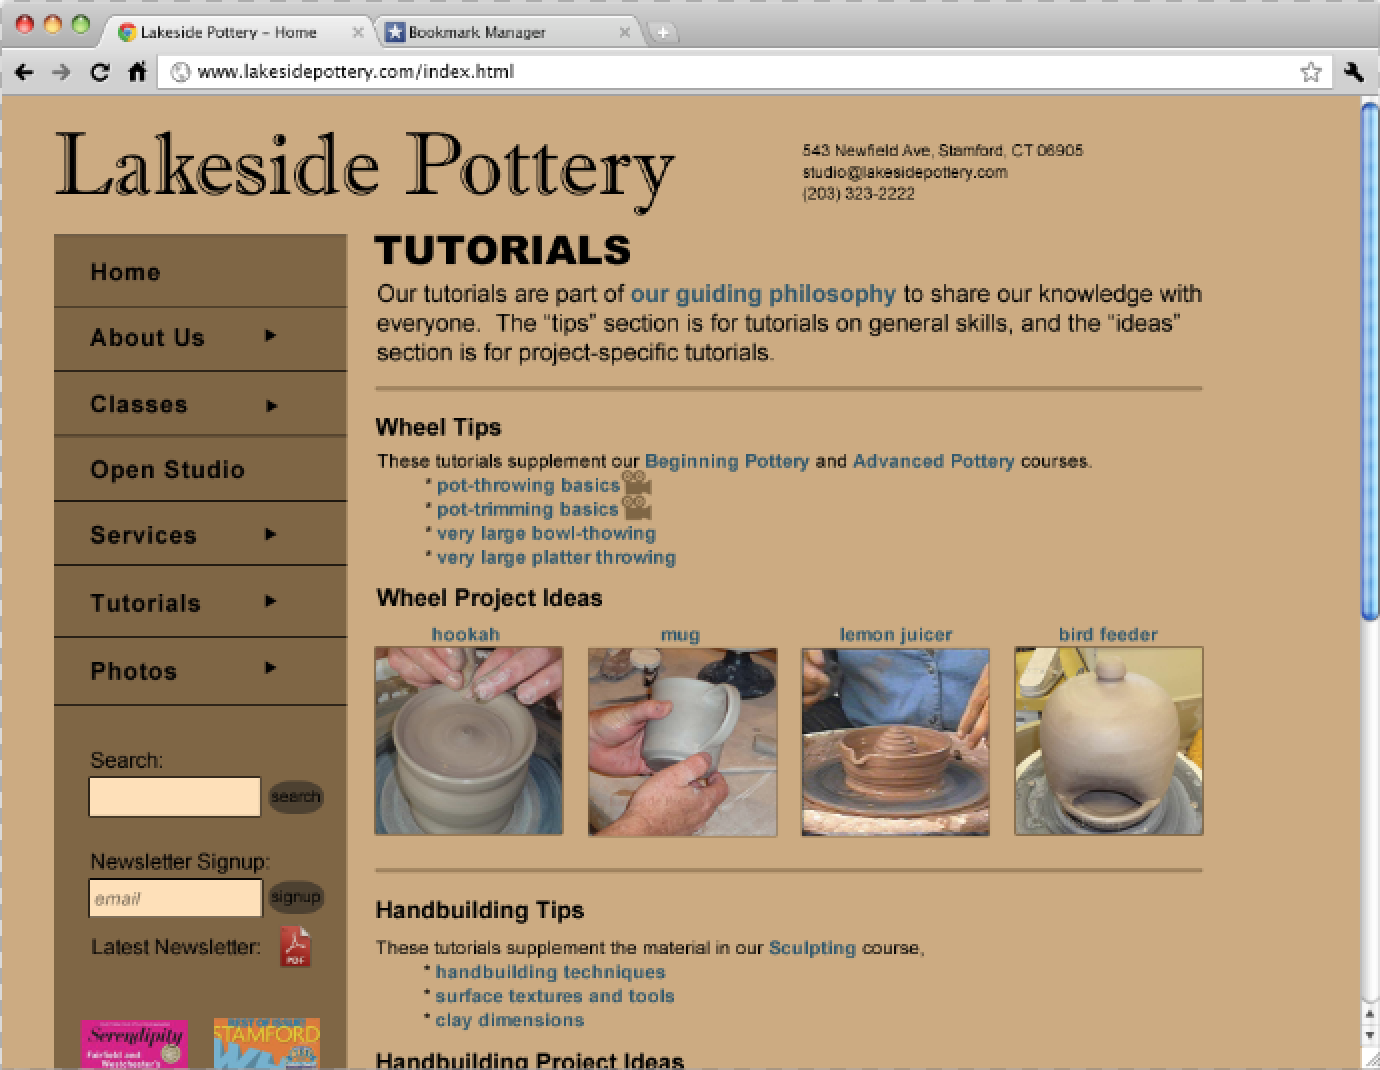 Lakeside Pottery – Home
Bookmark Manager
www.lakesidepottery.com/index.html
Lakeside Pottery
543 Newfield Ave, Stamford, CT 06905
studio@lakesidepottery.com
(203) 323-2222
Home
About Us
Classes
Open Studio
Services
Tutorials
Photos
Search:
search
Newsletter Signup:
email
signup
Latest Newsletter:
PDF
Serendipity
Fairfield and
Westchester's
BEST OF ISSUE!
STAMFORD
TUTORIALS
Our tutorials are part of our guiding philosophy to share our knowledge with
everyone. The “tips” section is for tutorials on general skills, and the “ideas”
section is for project-specific tutorials.
Wheel Tips
These tutorials supplement our Beginning Pottery and Advanced Pottery courses.
* pot-throwing basics
* pot-trimming basics
* very large bowl-thowing
* very large platter throwing
Wheel Project Ideas
hookah
mug
lemon juicer
bird feeder
Handbuilding Tips
These tutorials supplement the material in our Sculpting course,
* handbuilding techniques
* surface textures and tools
* clay dimensions
Handbuilding Project Ideas